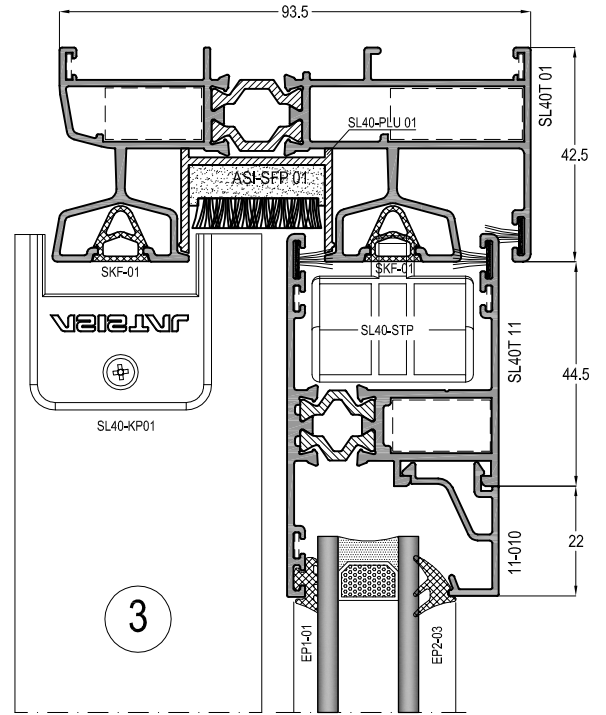 93.5
SL40T 01
SL40-PLU 01
42.5
ASI-SFP 01
SKF-01
SKF-01
SL40-STP
SL40T 11
44.5
SL40-KP01
11-010
22
3
EP1-01
EP2-03